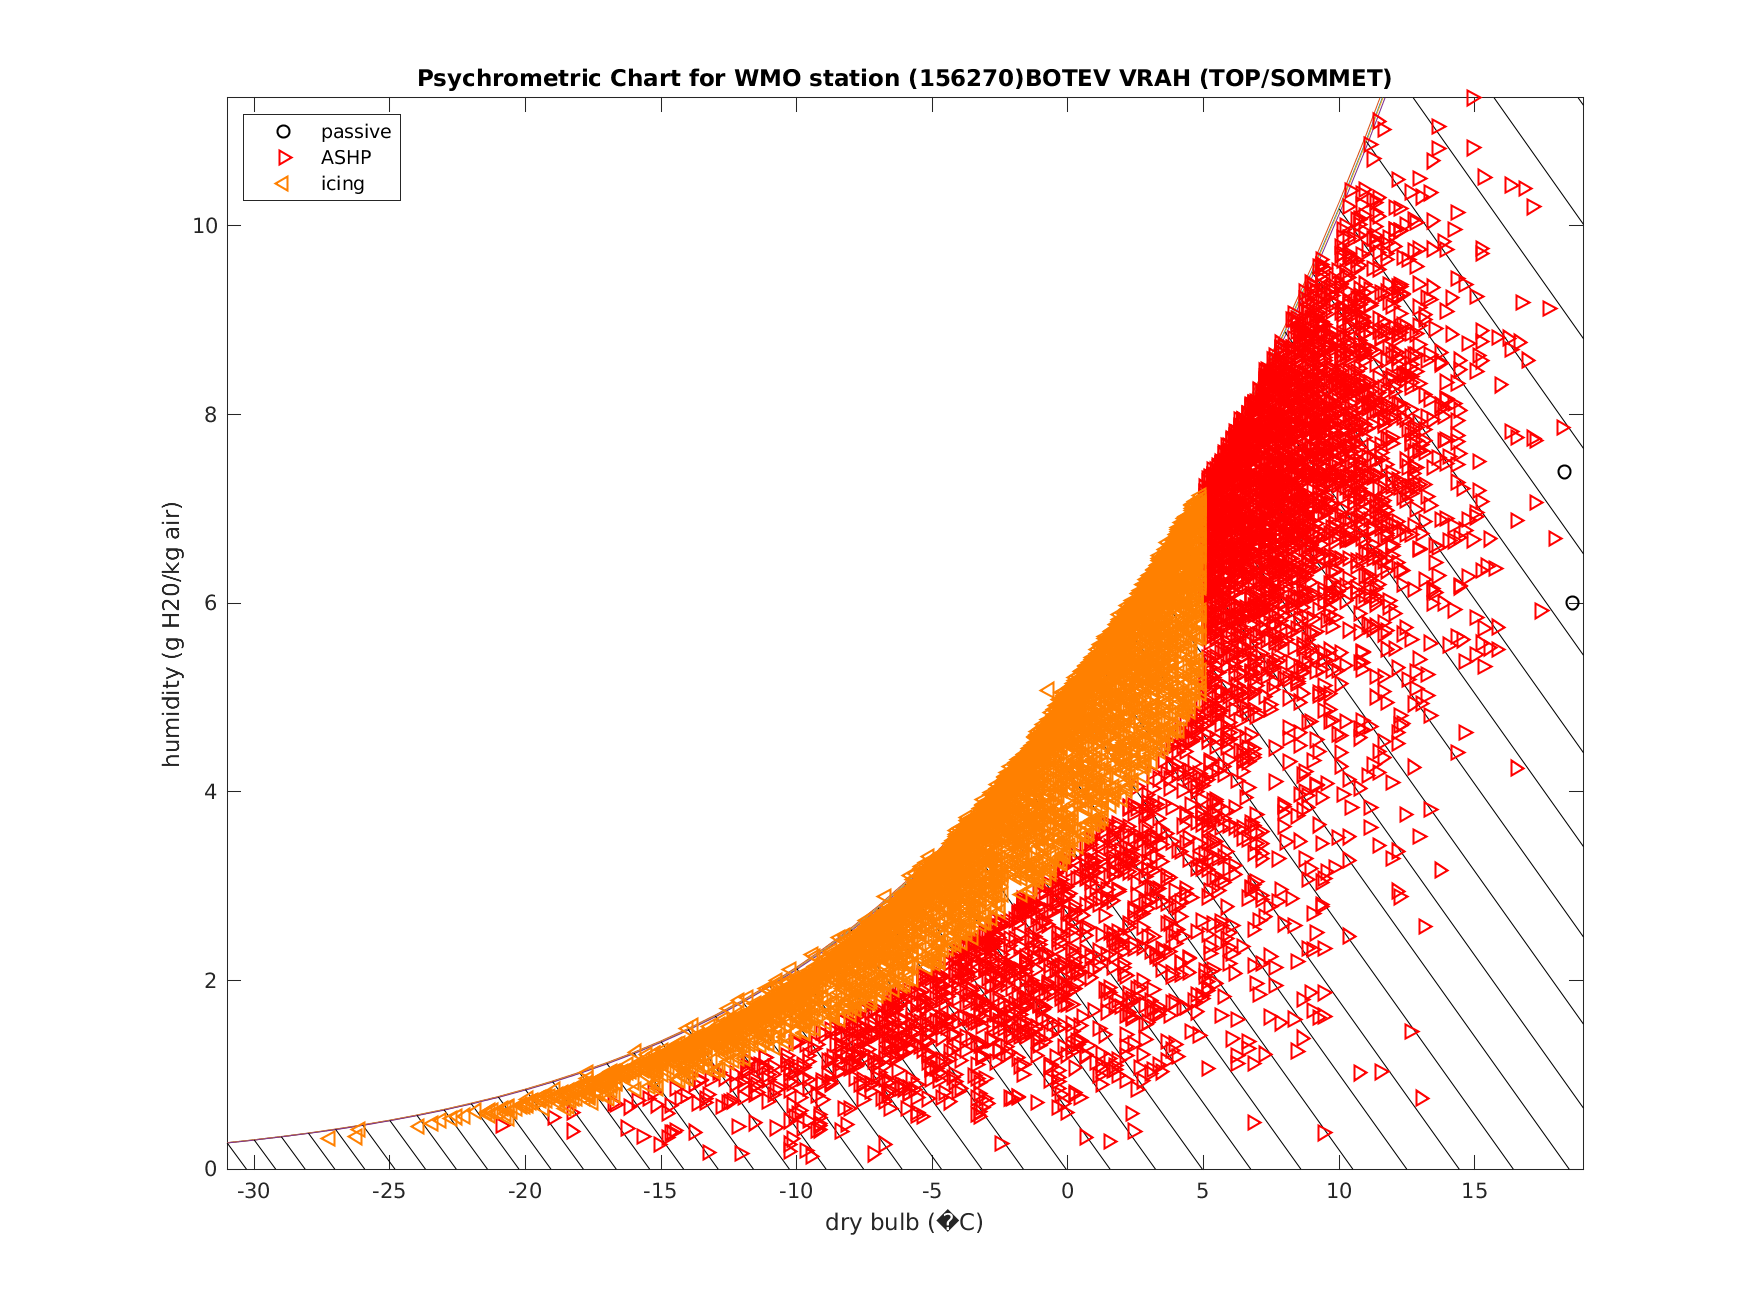 Psychrometric Chart for WMO station (156270)BOTEV VRAH (TOP/SOMMET)
passive
ASHP
icing
10
8
6
4
2
0
humidity (g H20/kg air)
-30 -25 -20 -15 -10 -5 0 5 10 15
dry bulb (�C)